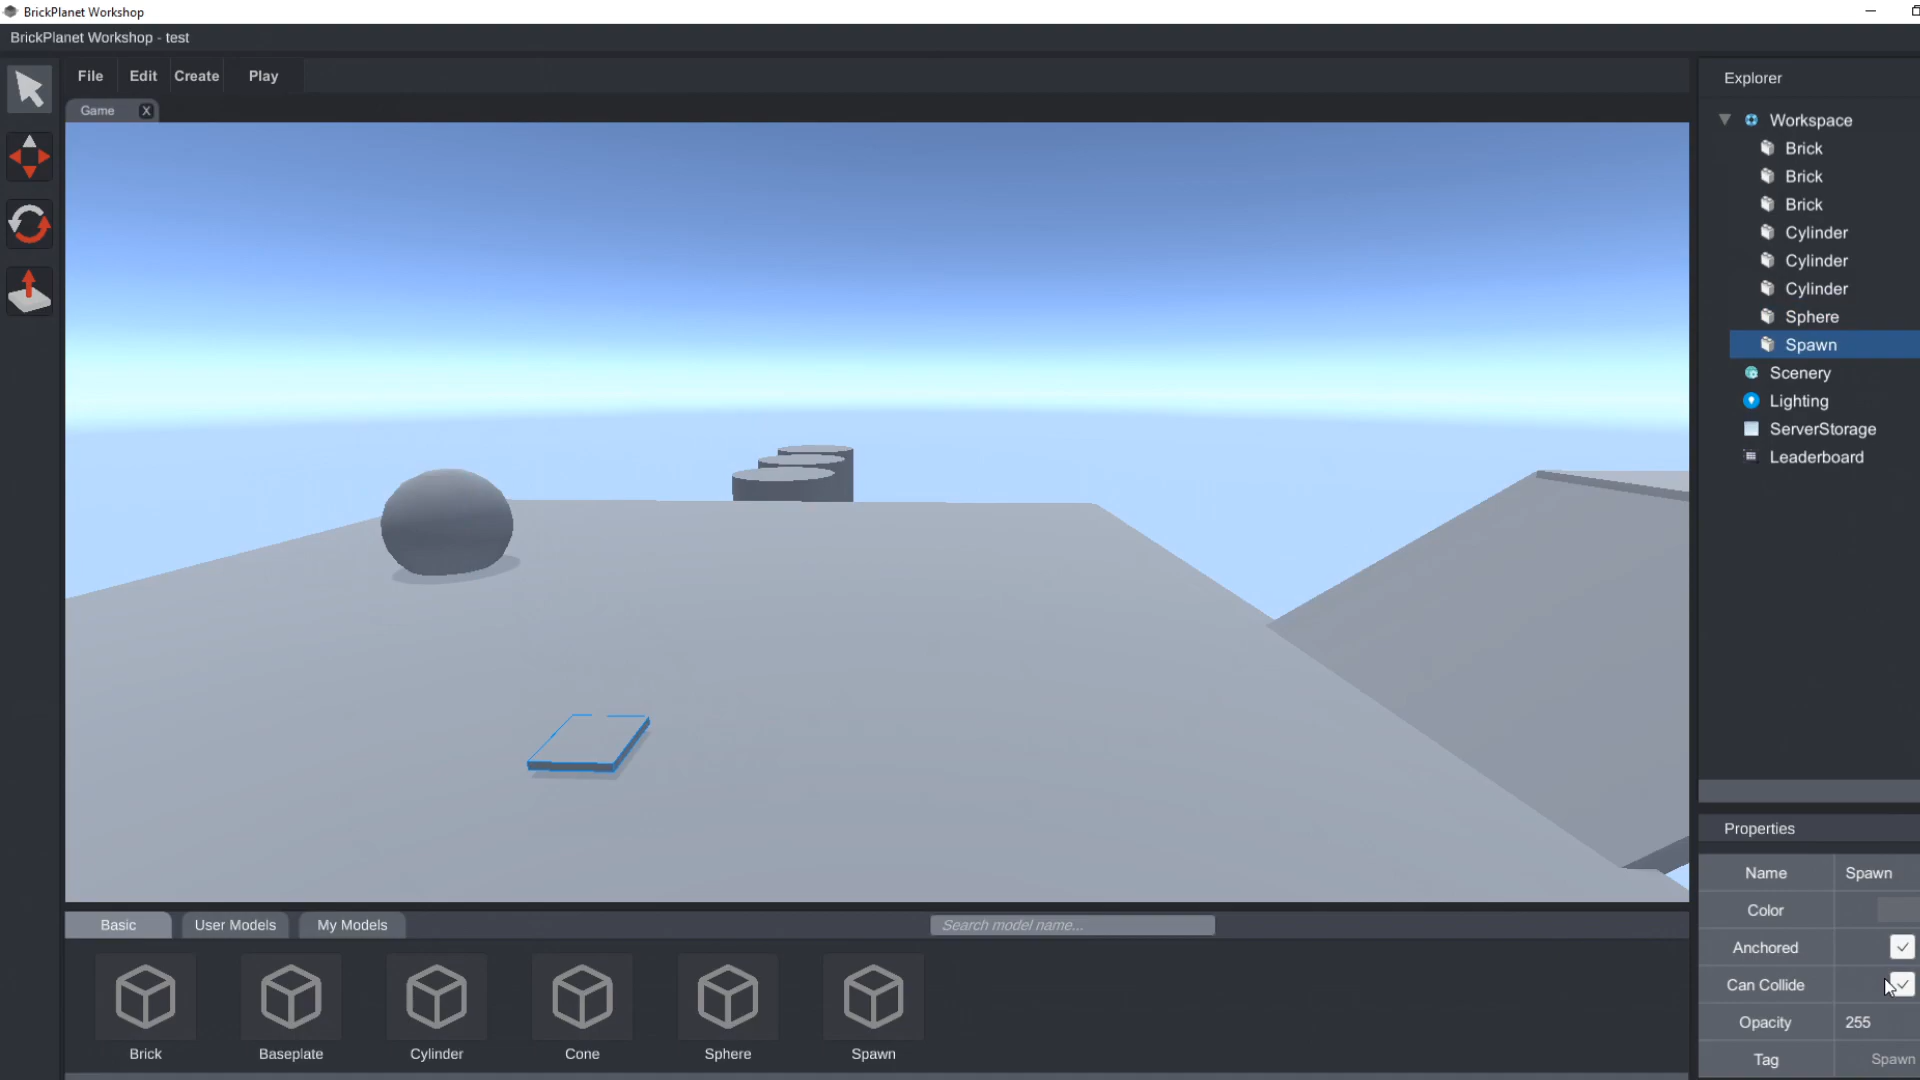 BrickPlanet Workshop
BrickPlanet Workshop - test
File Edit Create Play
Game X
Explorer
Workspace
Brick
Brick
Brick
Cylinder
Cylinder
Cylinder
Sphere
Spawn
Scenery
Lighting
ServerStorage
Leaderboard
Properties
Name Spawn
Color
Anchored
Can Collide
Opacity 255
Tag Spawn
Basic User Models My Models Search model name...
Brick Baseplate Cylinder Cone Sphere Spawn